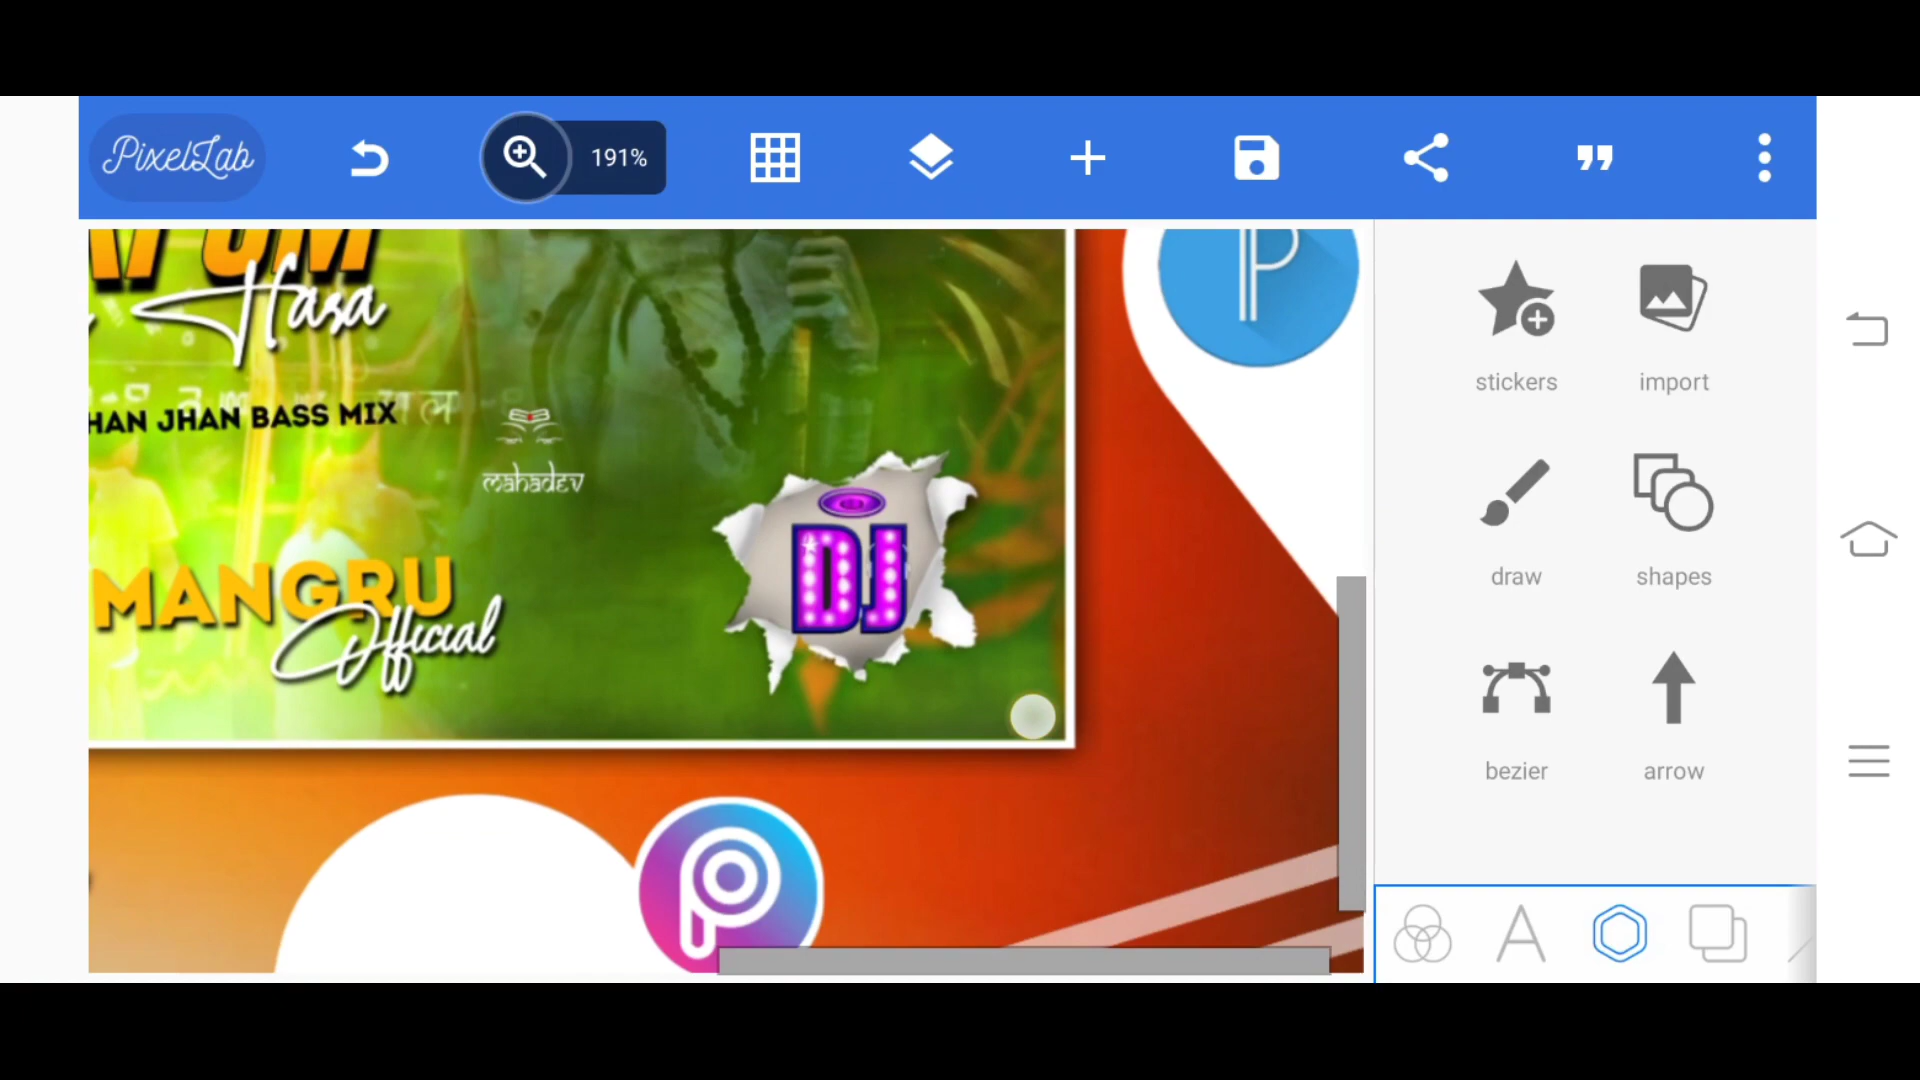 PixelLab
191%
Hasa
HAN JHAN BASS MIX
mahadev
DJ
MANGRU
Official
stickers
import
draw
shapes
bezier
arrow
A